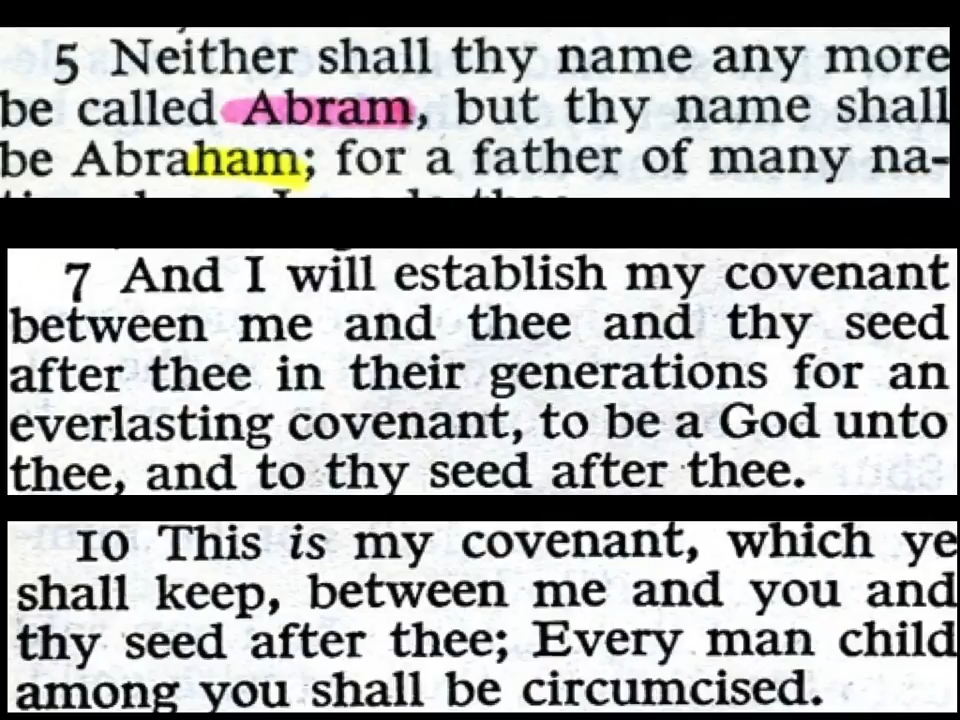 5 Neither shall thy name any more
be called Abram, but thy name shall
be Abraham; for a father of many na-
7 And I will establish my covenant
between me and thee and thy seed
after thee in their generations for an
everlasting covenant, to be a God unto
thee, and to thy seed after thee.
10 This is my covenant, which ye
shall keep, between me and you and
thy seed after thee; Every man child
among you shall be circumcised.